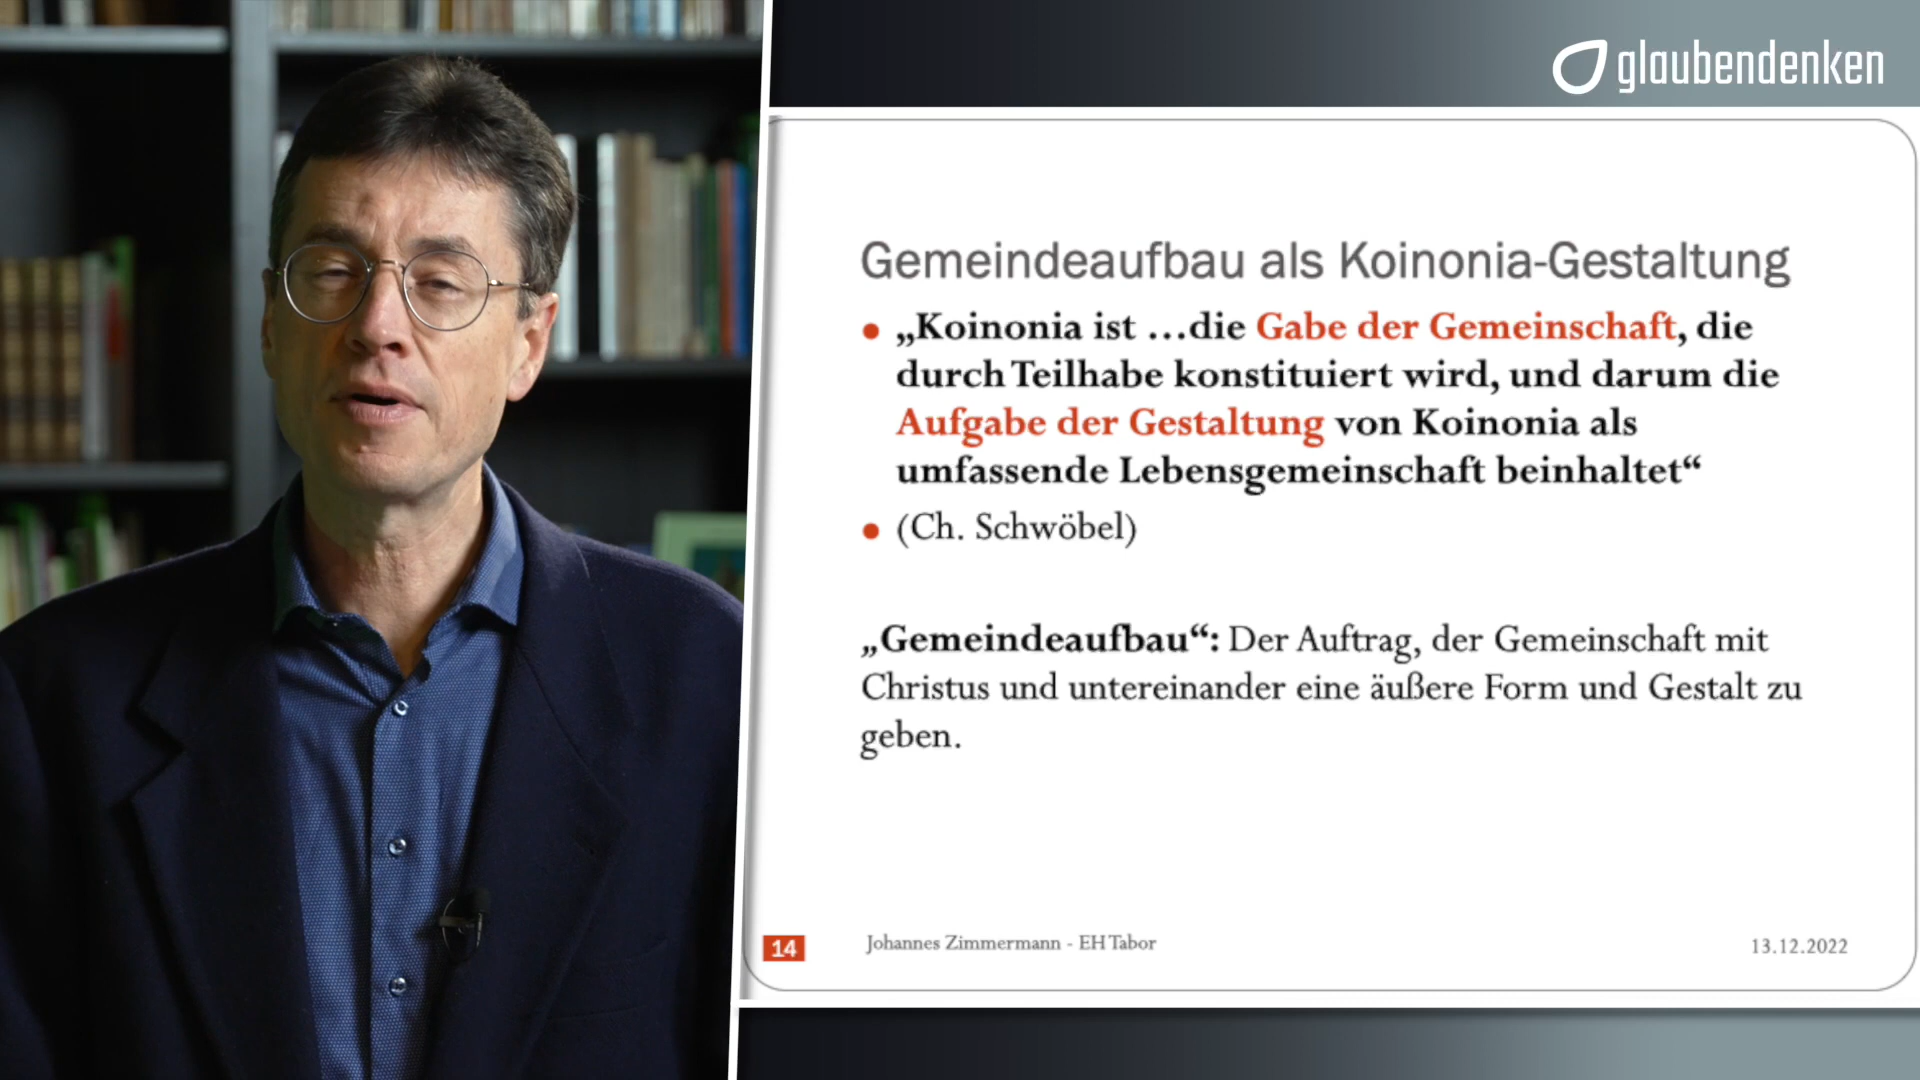 glaubendenken
Gemeindeaufbau als Koinonia-Gestaltung
„Koinonia ist …die Gabe der Gemeinschaft, die
durch Teilhabe konstituiert wird, und darum die
Aufgabe der Gestaltung von Koinonia als
umfassende Lebensgemeinschaft beinhaltet“
(Ch. Schwöbel)
„Gemeindeaufbau“: Der Auftrag, der Gemeinschaft mit
Christus und untereinander eine äußere Form und Gestalt zu
geben.
14
Johannes Zimmermann - EH Tabor
13.12.2022